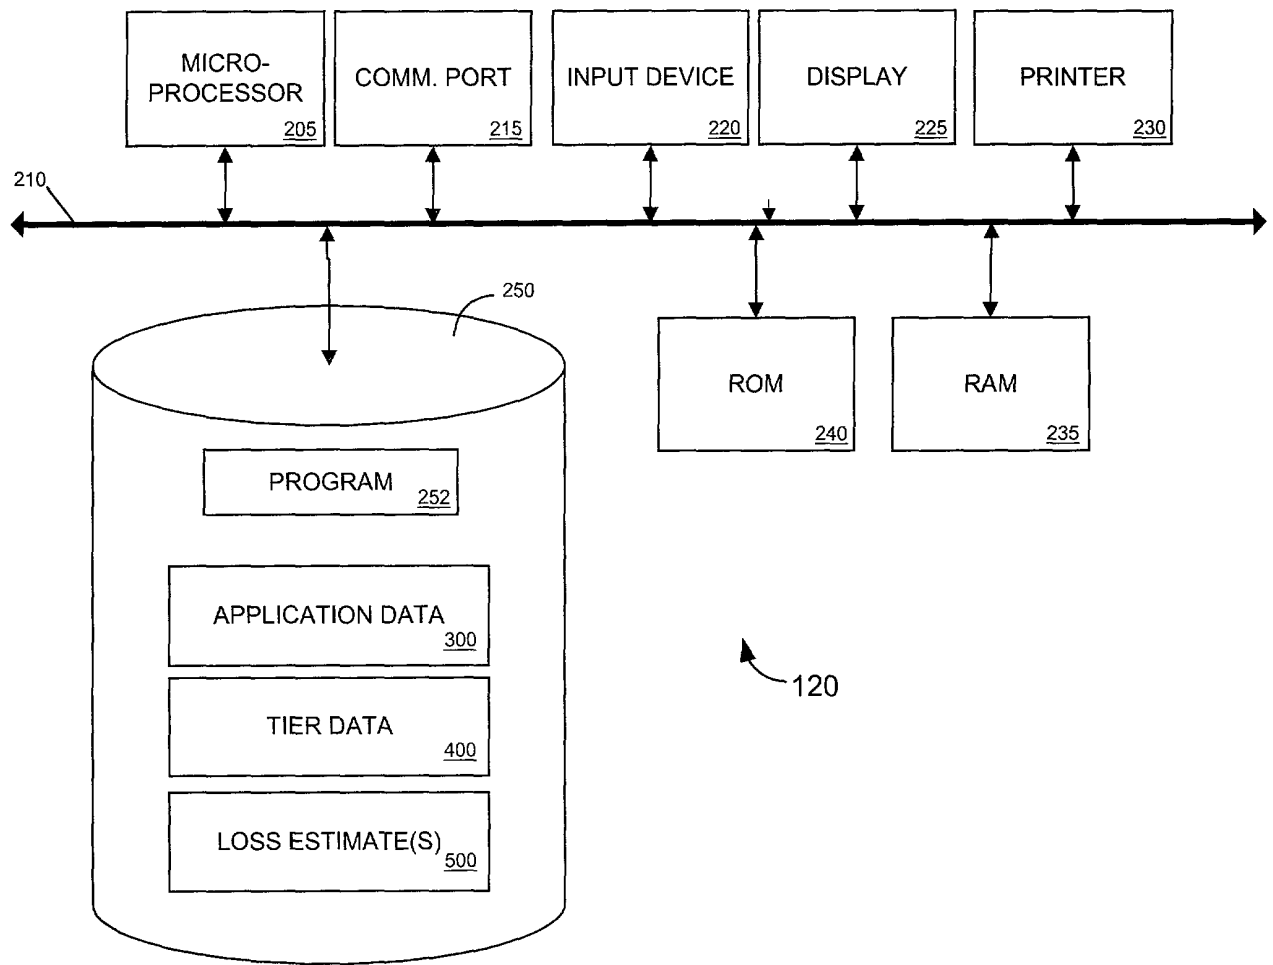 MICRO-
PROCESSOR
205
COMM. PORT
215
INPUT DEVICE
220
DISPLAY
225
PRINTER
230
210
250
ROM
240
RAM
235
PROGRAM
252
APPLICATION DATA
300
TIER DATA
400
LOSS ESTIMATE(S)
500
120